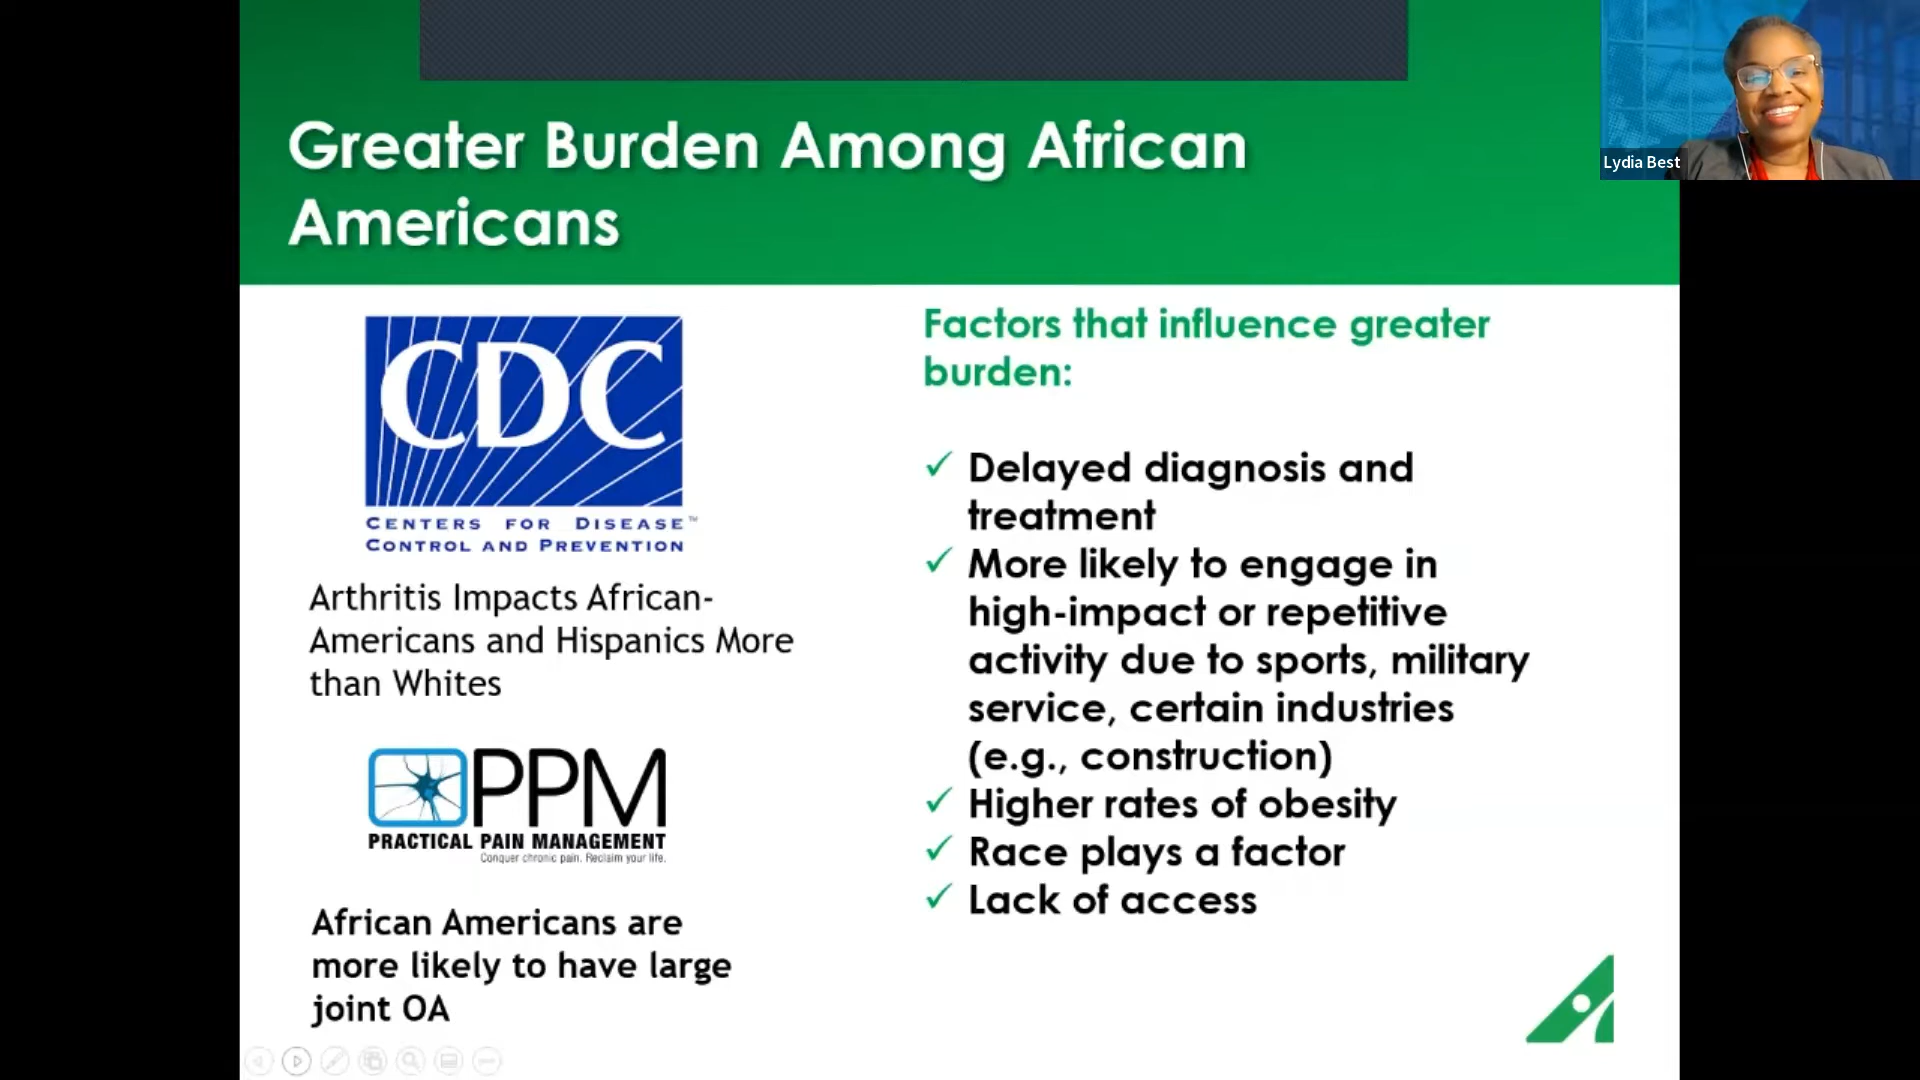 Greater Burden Among African
Americans
CDC
CENTERS FOR DISEASE™
CONTROL AND PREVENTION
Arthritis Impacts African-
Americans and Hispanics More
than Whites
PPM
PRACTICAL PAIN MANAGEMENT
Conquer chronic pain. Reclaim your life.
African Americans are
more likely to have large
joint OA
Factors that influence greater
burden:
✓ Delayed diagnosis and
treatment
✓ More likely to engage in
high-impact or repetitive
activity due to sports, military
service, certain industries
(e.g., construction)
✓ Higher rates of obesity
✓ Race plays a factor
✓ Lack of access
Lydia Best